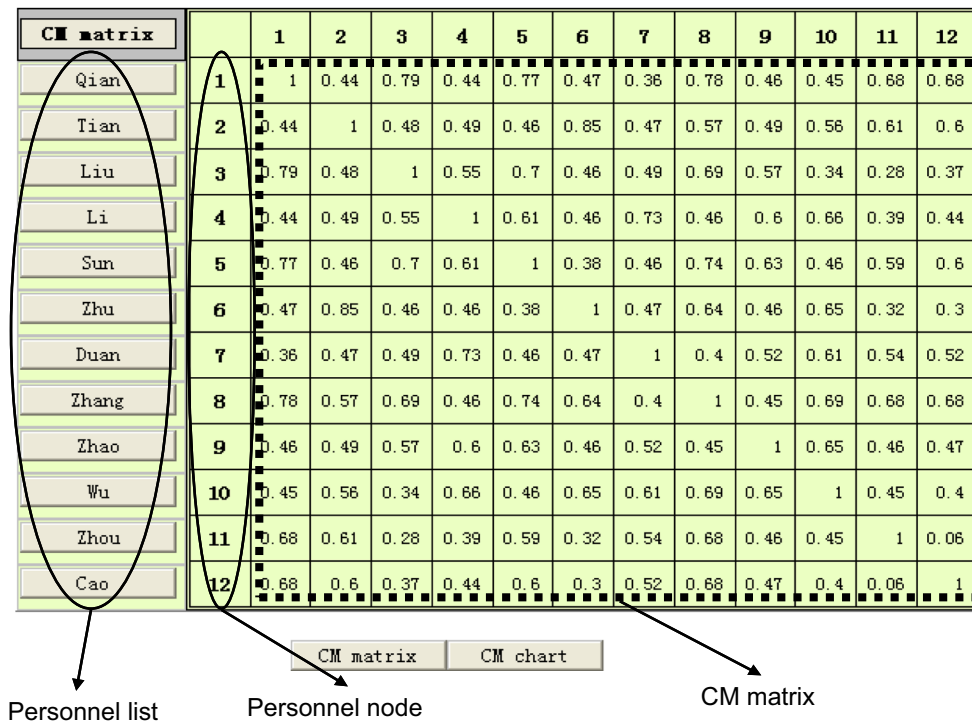 CM matrix 1 2 3 4 5 6 7 8 9 10 11 12
Qian 1 1 0.44 0.79 0.44 0.77 0.47 0.36 0.78 0.46 0.45 0.68 0.68
Tian 2 0.44 1 0.48 0.49 0.46 0.85 0.47 0.57 0.49 0.56 0.61 0.6
Liu 3 0.79 0.48 1 0.55 0.7 0.46 0.49 0.69 0.57 0.34 0.28 0.37
Li 4 0.44 0.49 0.55 1 0.61 0.46 0.73 0.46 0.6 0.66 0.39 0.44
Sun 5 0.77 0.46 0.7 0.61 1 0.38 0.46 0.74 0.63 0.46 0.59 0.6
Zhu 6 0.47 0.85 0.46 0.46 0.38 1 0.47 0.64 0.46 0.65 0.32 0.3
Duan 7 0.36 0.47 0.49 0.73 0.46 0.47 1 0.4 0.52 0.61 0.54 0.52
Zhang 8 0.78 0.57 0.69 0.46 0.74 0.64 0.4 1 0.45 0.69 0.68 0.68
Zhao 9 0.46 0.49 0.57 0.6 0.63 0.46 0.52 0.45 1 0.65 0.46 0.47
Wu 10 0.45 0.56 0.34 0.66 0.46 0.65 0.61 0.69 0.65 1 0.45 0.4
Zhou 11 0.68 0.61 0.28 0.39 0.59 0.32 0.54 0.68 0.46 0.45 1 0.06
Cao 12 0.68 0.6 0.37 0.44 0.6 0.3 0.52 0.68 0.47 0.4 0.06 1
CM matrix CM chart
Personnel list Personnel node CM matrix